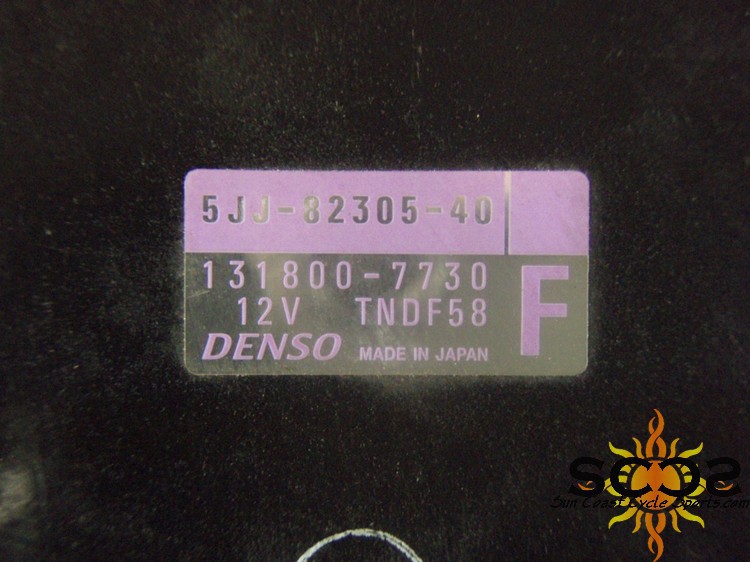 5JJ-82305-40
131800-7730
12V TNDF58
DENSO MADE IN JAPAN
F
SCCS
Sun Coast Cycle Sports.com